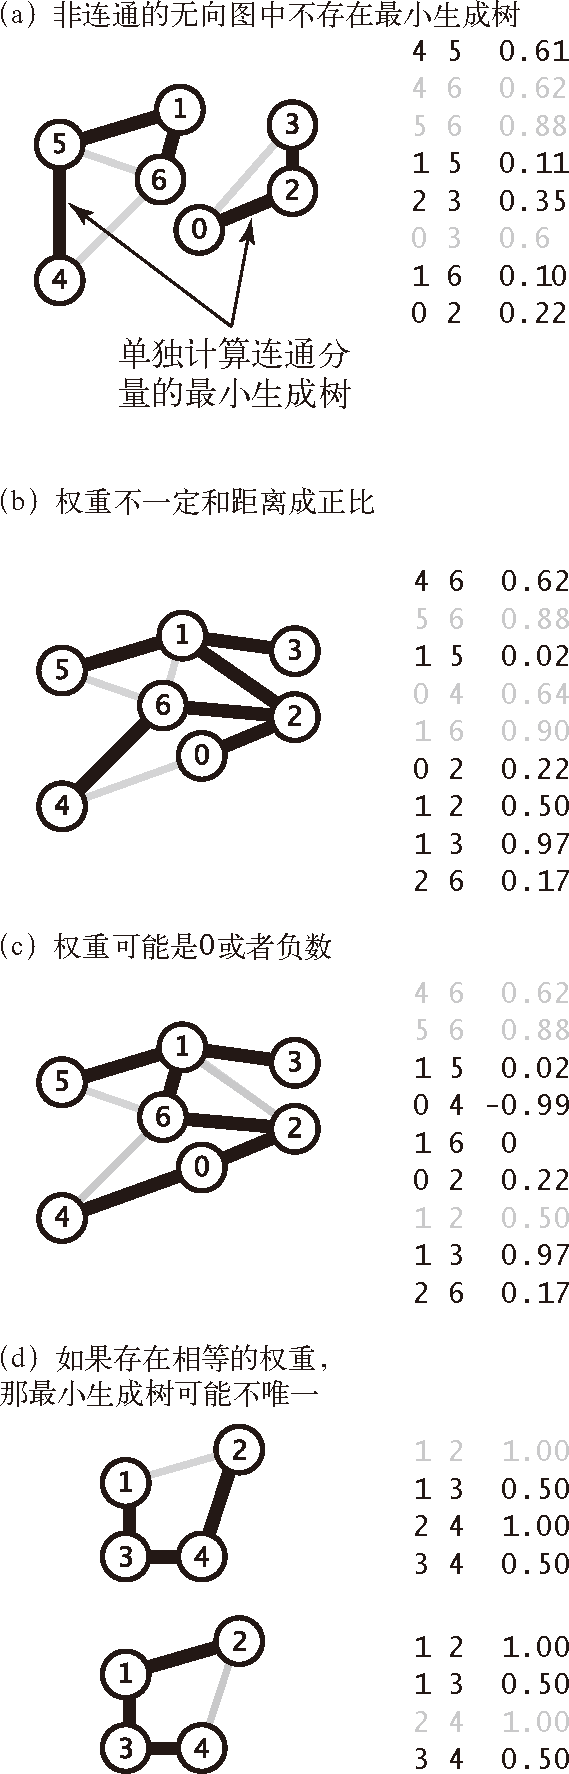 (a) 非连通的无向图中不存在最小生成树
4 5 0.61
4 6 0.62
5 6 0.88
1 5 0.11
2 3 0.35
0 3 0.6
1 6 0.10
0 2 0.22
1
3
5
6
2
0
4
单独计算连通分
量的最小生成树
(b) 权重不一定和距离成正比
4 6 0.62
5 6 0.88
1 5 0.02
0 4 0.64
1 6 0.90
0 2 0.22
1 2 0.50
1 3 0.97
2 6 0.17
1
3
5
6
2
0
4
(c) 权重可能是0或者负数
4 6 0.62
5 6 0.88
1 5 0.02
0 4 -0.99
1 6 0
0 2 0.22
1 2 0.50
1 3 0.97
2 6 0.17
1
3
5
6
2
0
4
(d) 如果存在相等的权重，
那最小生成树可能不唯一
2
1
3
4
1 2 1.00
1 3 0.50
2 4 1.00
3 4 0.50
2
1
3
4
1 2 1.00
1 3 0.50
2 4 1.00
3 4 0.50